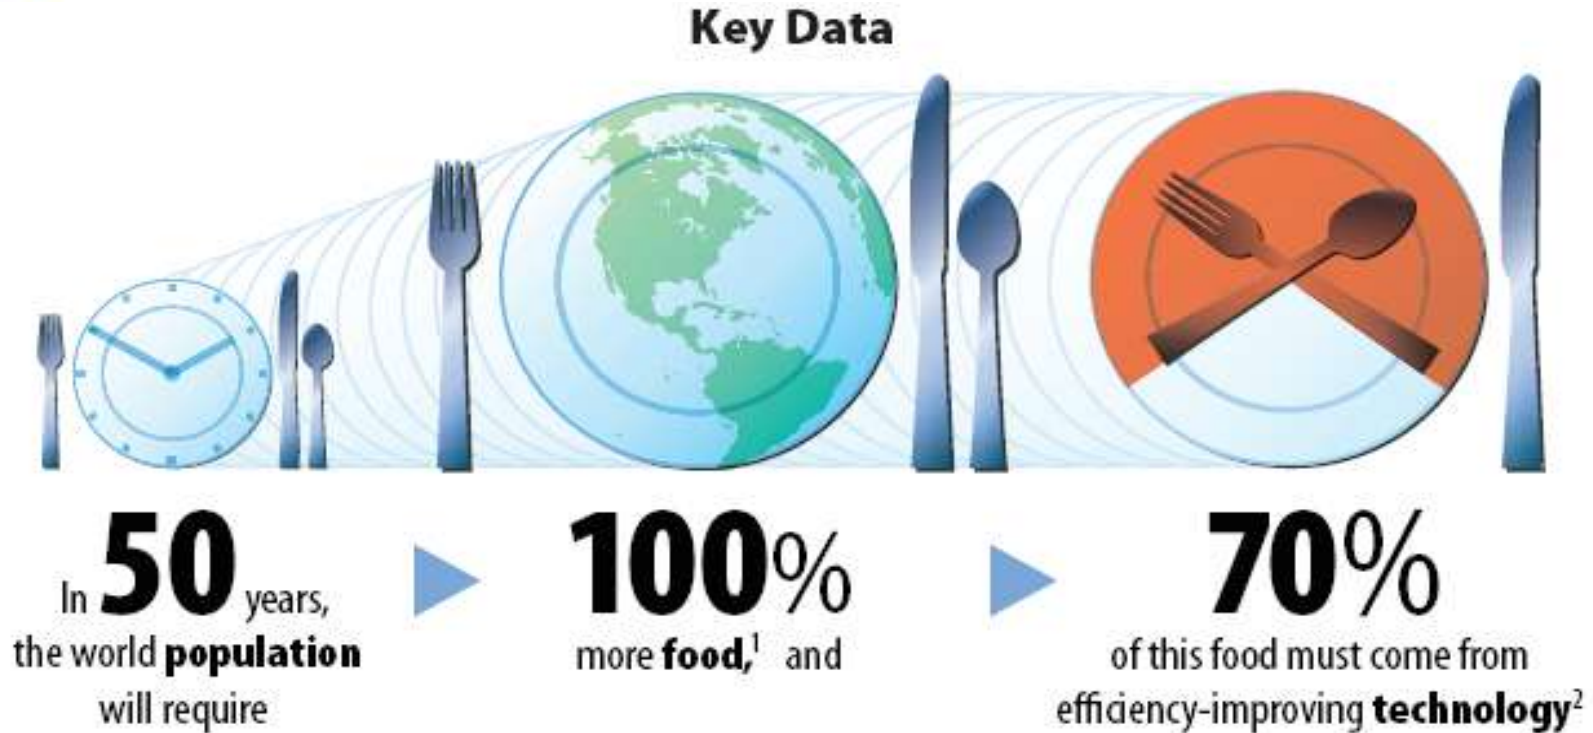 Key Data
In 50 years,
the world population
will require
100%
more food,¹ and
70%
of this food must come from
efficiency-improving technology²